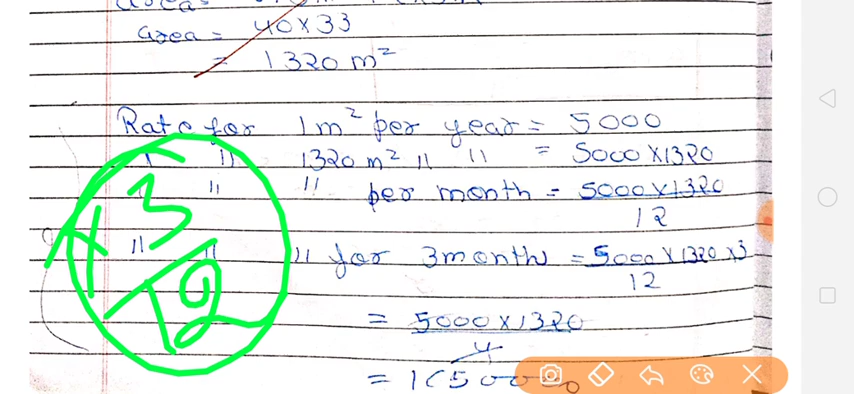 area = 40 x 33
= 1320 m²
Rate for 1m² per year = 5000
" 1320 m² " " = 5000 x 1320
" " per month = 5000 x 1320
12
" " " for 3 month = 5000 x 1320 x 3
12
= 5000 x 1320
4
= 16500
x 3
12